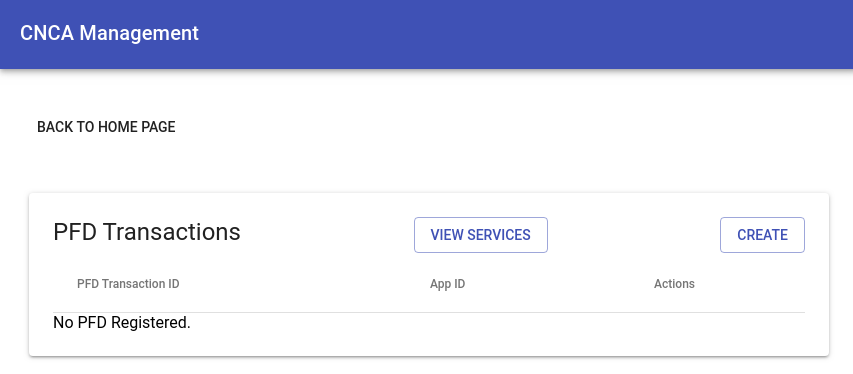 CNCA Management
BACK TO HOME PAGE
PFD Transactions VIEW SERVICES CREATE
PFD Transaction ID App ID Actions
No PFD Registered.